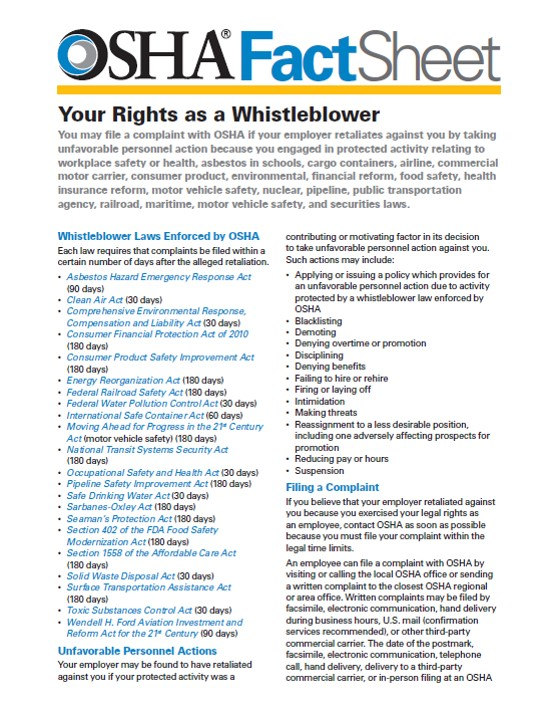 OSHA® FactSheet
Your Rights as a Whistleblower
You may file a complaint with OSHA if your employer retaliates against you by taking
unfavorable personnel action because you engaged in protected activity relating to
workplace safety or health, asbestos in schools, cargo containers, airline, commercial
motor carrier, consumer product, environmental, financial reform, food safety, health
insurance reform, motor vehicle safety, nuclear, pipeline, public transportation
agency, railroad, maritime, motor vehicle safety, and securities laws.
Whistleblower Laws Enforced by OSHA
Each law requires that complaints be filed within a
certain number of days after the alleged retaliation.
• Asbestos Hazard Emergency Response Act
(90 days)
• Clean Air Act (30 days)
• Comprehensive Environmental Response,
Compensation and Liability Act (30 days)
• Consumer Financial Protection Act of 2010
(180 days)
• Consumer Product Safety Improvement Act
(180 days)
• Energy Reorganization Act (180 days)
• Federal Railroad Safety Act (180 days)
• Federal Water Pollution Control Act (30 days)
• International Safe Container Act (60 days)
• Moving Ahead for Progress in the 21st Century
Act (motor vehicle safety) (180 days)
• National Transit Systems Security Act
(180 days)
• Occupational Safety and Health Act (30 days)
• Pipeline Safety Improvement Act (180 days)
• Safe Drinking Water Act (30 days)
• Sarbanes-Oxley Act (180 days)
• Seaman's Protection Act (180 days)
• Section 402 of the FDA Food Safety
Modernization Act (180 days)
• Section 1558 of the Affordable Care Act
(180 days)
• Solid Waste Disposal Act (30 days)
• Surface Transportation Assistance Act
(180 days)
• Toxic Substances Control Act (30 days)
• Wendell H. Ford Aviation Investment and
Reform Act for the 21st Century (90 days)
Unfavorable Personnel Actions
Your employer may be found to have retaliated
against you if your protected activity was a
contributing or motivating factor in its decision
to take unfavorable personnel action against you.
Such actions may include:
• Applying or issuing a policy which provides for
an unfavorable personnel action due to activity
protected by a whistleblower law enforced by
OSHA
• Blacklisting
• Demoting
• Denying overtime or promotion
• Disciplining
• Denying benefits
• Failing to hire or rehire
• Firing or laying off
• Intimidation
• Making threats
• Reassignment to a less desirable position,
including one adversely affecting prospects for
promotion
• Reducing pay or hours
• Suspension
Filing a Complaint
If you believe that your employer retaliated against
you because you exercised your legal rights as
an employee, contact OSHA as soon as possible
because you must file your complaint within the
legal time limits.
An employee can file a complaint with OSHA by
visiting or calling the local OSHA office or sending
a written complaint to the closest OSHA regional
or area office. Written complaints may be filed by
facsimile, electronic communication, hand delivery
during business hours, U.S. mail (confirmation
services recommended), or other third-party
commercial carrier. The date of the postmark,
facsimile, electronic communication, telephone
call, hand delivery, delivery to a third-party
commercial carrier, or in-person filing at an OSHA